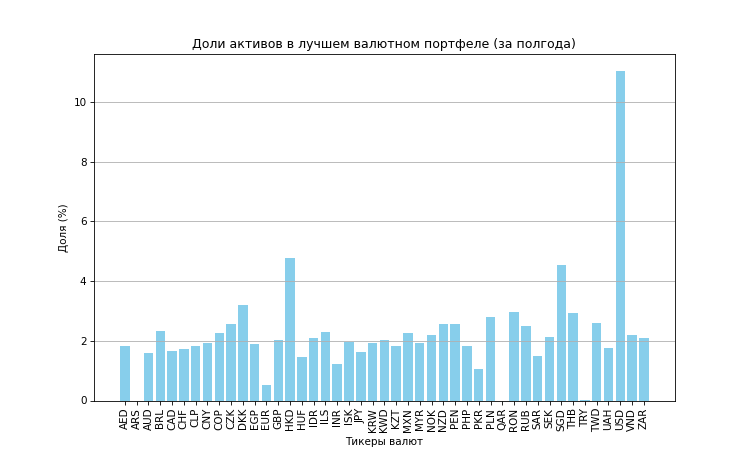 Доли активов в лучшем валютном портфеле (за полгода)
Доля (%)
10
8
6
4
2
0
AED ARS AUD BRL CAD CHF CLP CNY COP CZK DKK EGP EUR GBP HKD HUF IDR ILS INR ISK JPY KRW KWD KZT MXN MYR NOK NZD PEN PHP PKR PLN QAR RON RUB SAR SEK SGD THB TRY TWD UAH USD VND ZAR
Тикеры валют